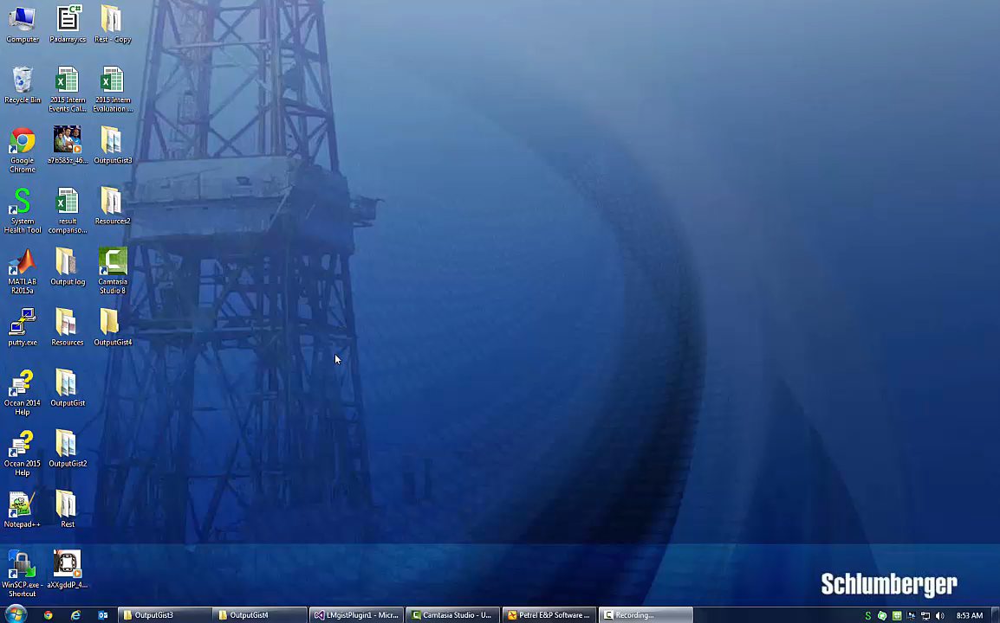 Computer
Padarray.cs
Rest - Copy
Recycle Bin
2015 Intern
Events Cal...
2015 Intern
Evaluation ...
Google
Chrome
a7b585z_46...
OutputGist3
System
Health Tool
result
compariso...
Resources2
MATLAB
R2015a
Output.log
Camtasia
Studio 8
putty.exe
Resources
OutputGist4
Ocean 2014
Help
OutputGist
Ocean 2015
Help
OutputGist2
Notepad++
Rest
WinSCP.exe -
Shortcut
aXXgddP_4...
Schlumberger
OutputGist3
OutputGist4
LMgistPlugin1 - Micr...
Camtasia Studio - U...
Petrel E&P Software ...
Recording...
8:53 AM